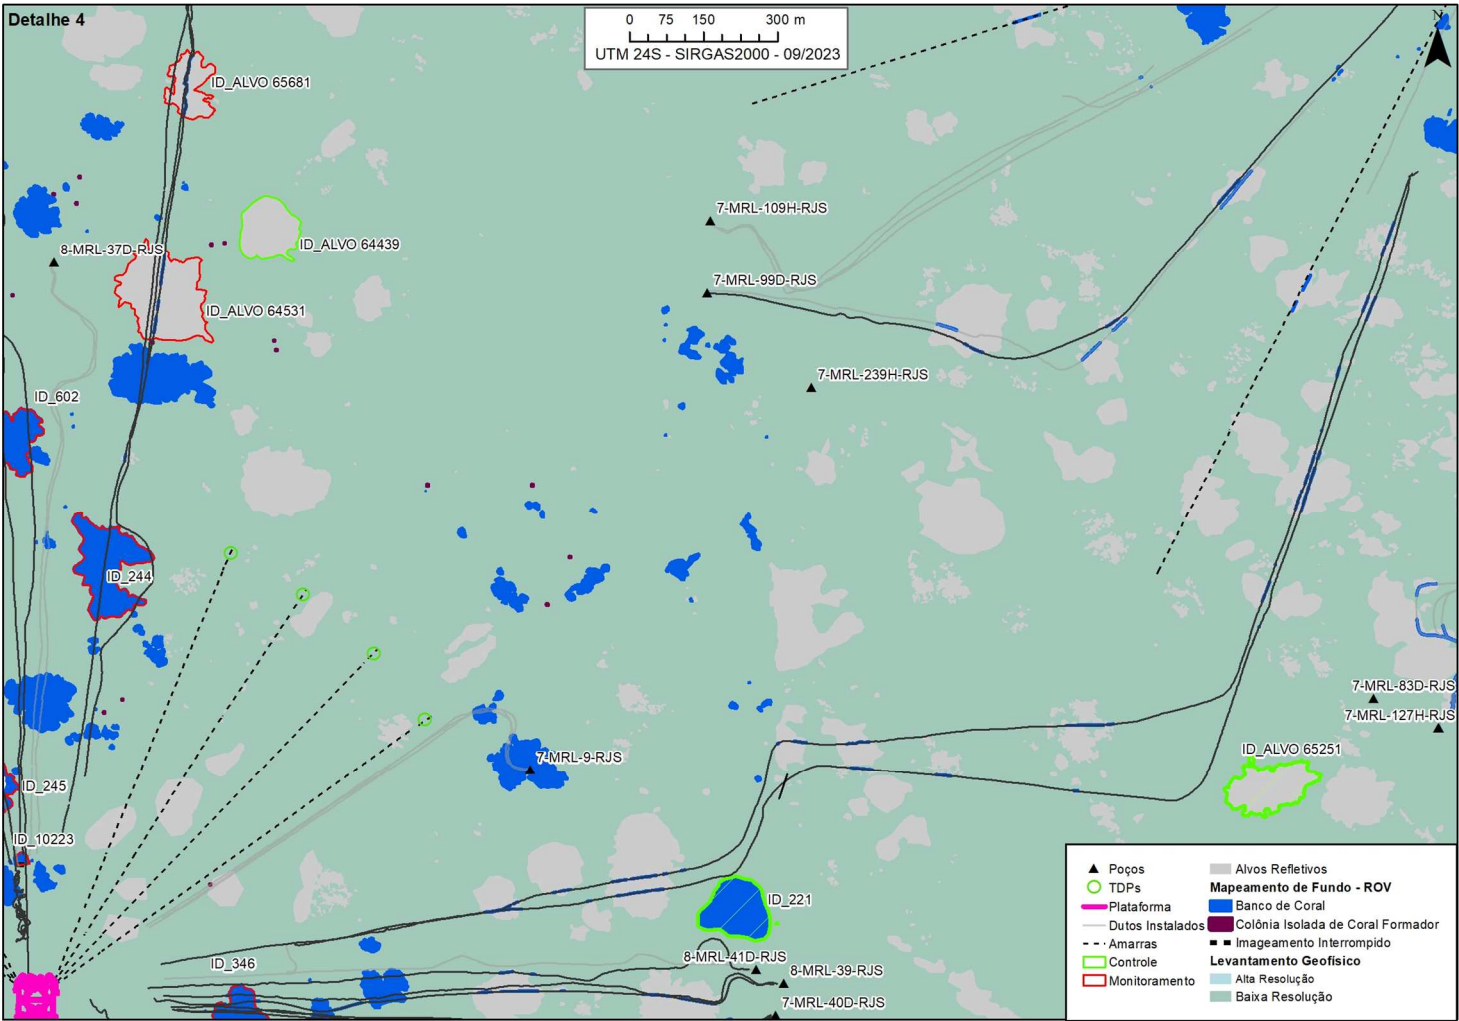 Detalhe 4
0 75 150 300 m
UTM 24S - SIRGAS2000 - 09/2023
N
ID_ALVO 65681
7-MRL-109H-RJS
ID_ALVO 64439
8-MRL-37D-RJS
7-MRL-99D-RJS
ID_ALVO 64531
7-MRL-239H-RJS
ID_602
ID_244
7-MRL-83D-RJS
7-MRL-127H-RJS
ID_ALVO 65251
7-MRL-9-RJS
ID_245
ID_10223
ID_221
8-MRL-41D-RJS
ID_346
8-MRL-39-RJS
7-MRL-40D-RJS
Poços
TDPs
Plataforma
Dutos Instalados
Amarras
Controle
Monitoramento
Alvos Refletivos
Mapeamento de Fundo - ROV
Banco de Coral
Colônia Isolada de Coral Formador
Imageamento Interrompido
Levantamento Geofísico
Alta Resolução
Baixa Resolução